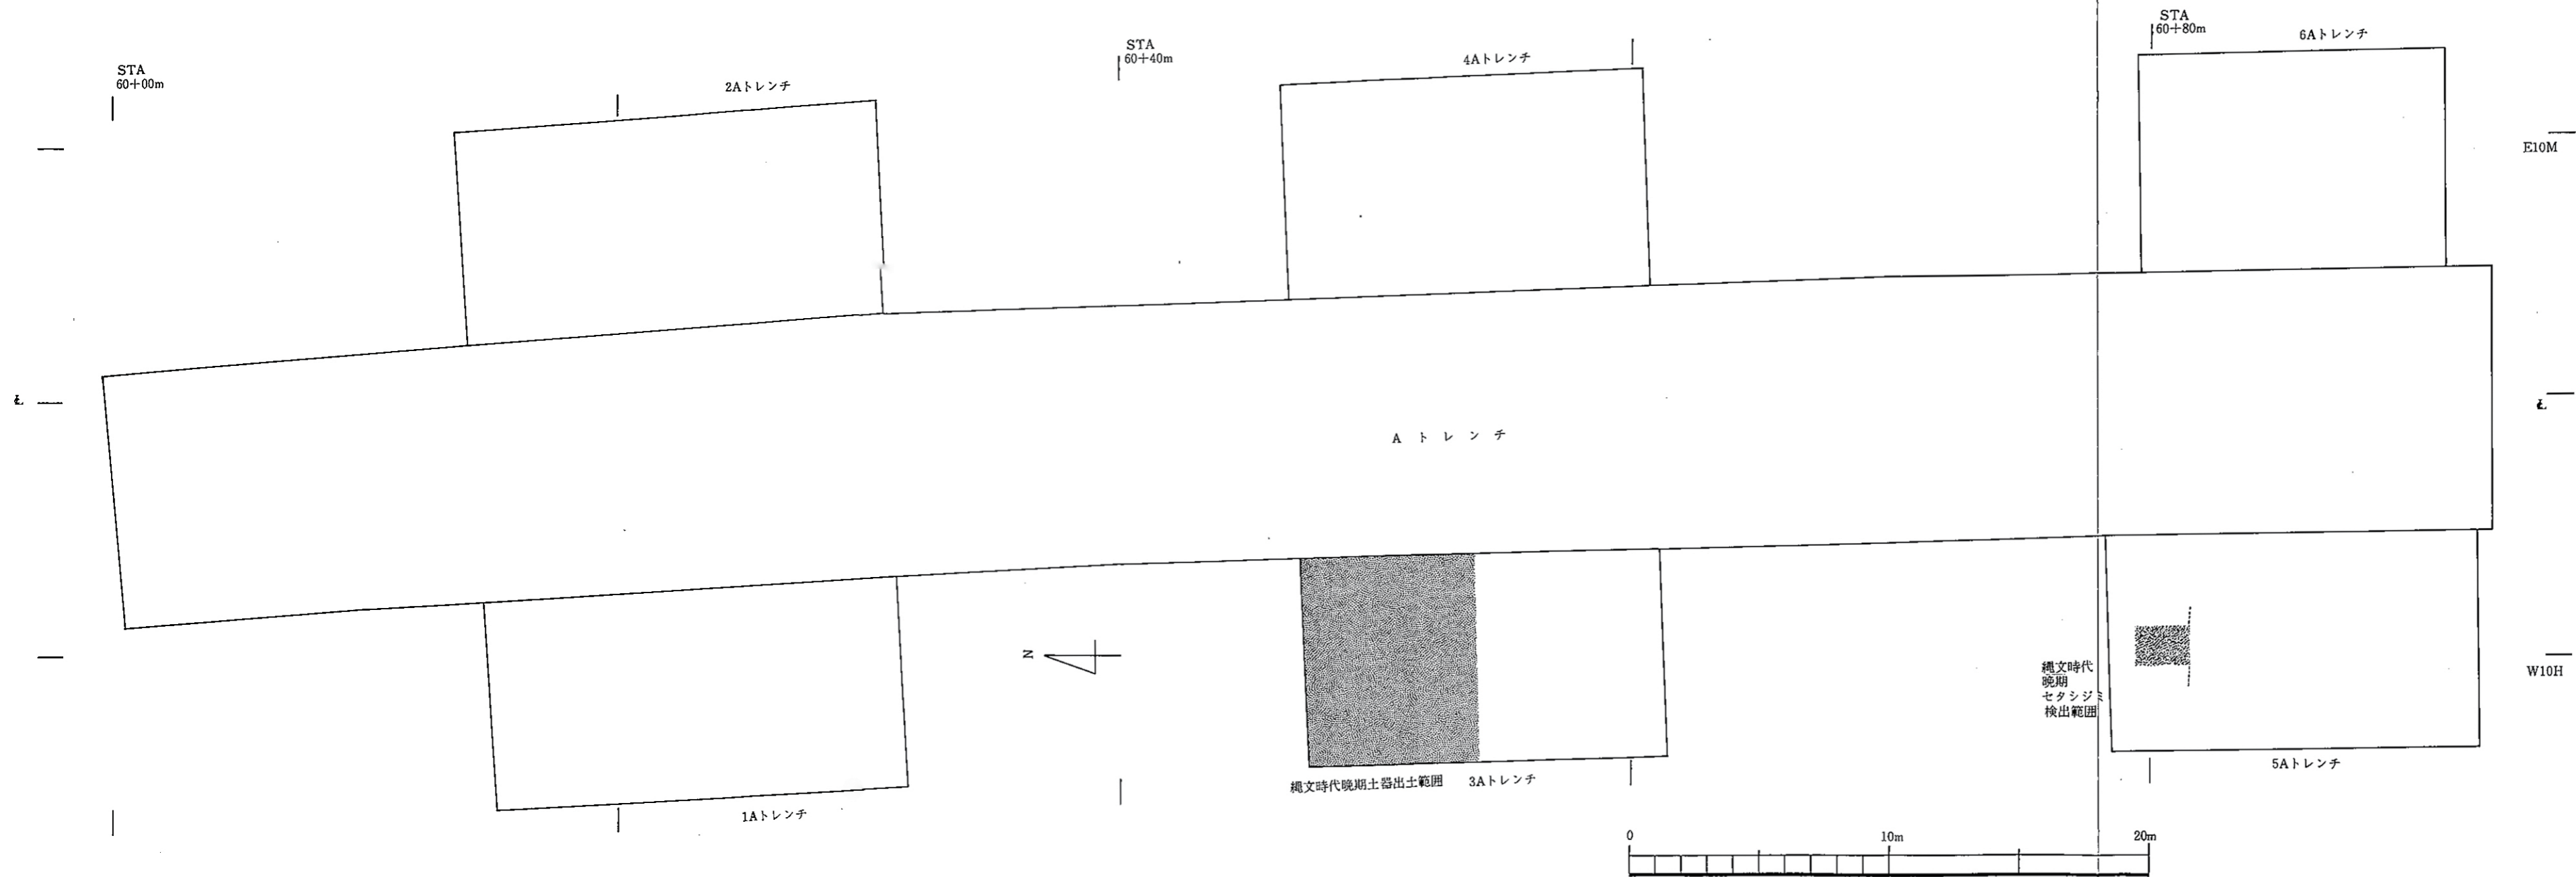 STA
60+80m
6Aトレンチ
STA
60+40m
4Aトレンチ
STA
60+00m
2Aトレンチ
E10M
℄
Aトレンチ
℄
N
縄文時代
晩期
セタシジミ
検出範囲
W10H
縄文時代晩期土器出土範囲
3Aトレンチ
5Aトレンチ
1Aトレンチ
0
10m
20m